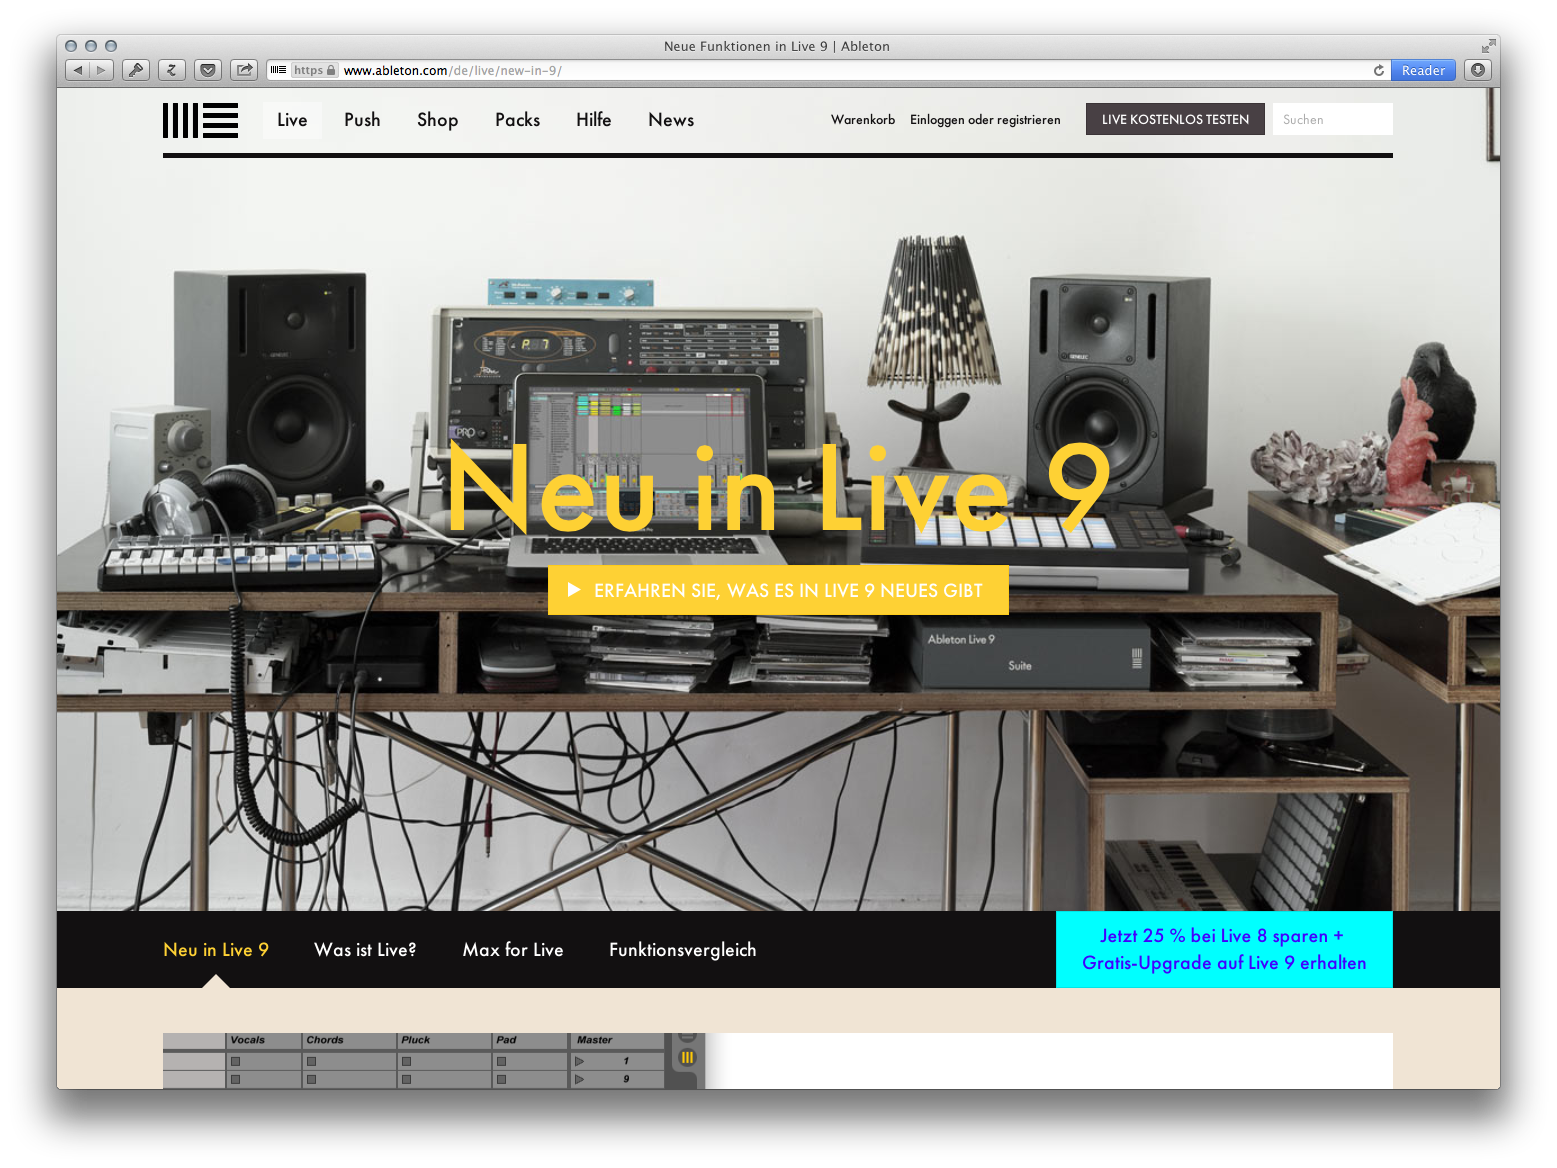 Neue Funktionen in Live 9 | Ableton
https www.ableton.com/de/live/new-in-9/
Reader
Live Push Shop Packs Hilfe News
Warenkorb Einloggen oder registrieren
LIVE KOSTENLOS TESTEN
Suchen
P. 7
GENELEC
GENELEC
PRO
Neu in Live 9
ERFAHREN SIE, WAS ES IN LIVE 9 NEUES GIBT
Ableton Live 9
Suite
Neu in Live 9 Was ist Live? Max for Live Funktionsvergleich
Jetzt 25 % bei Live 8 sparen +
Gratis-Upgrade auf Live 9 erhalten
Vocals Chords Pluck Pad Master
1
9